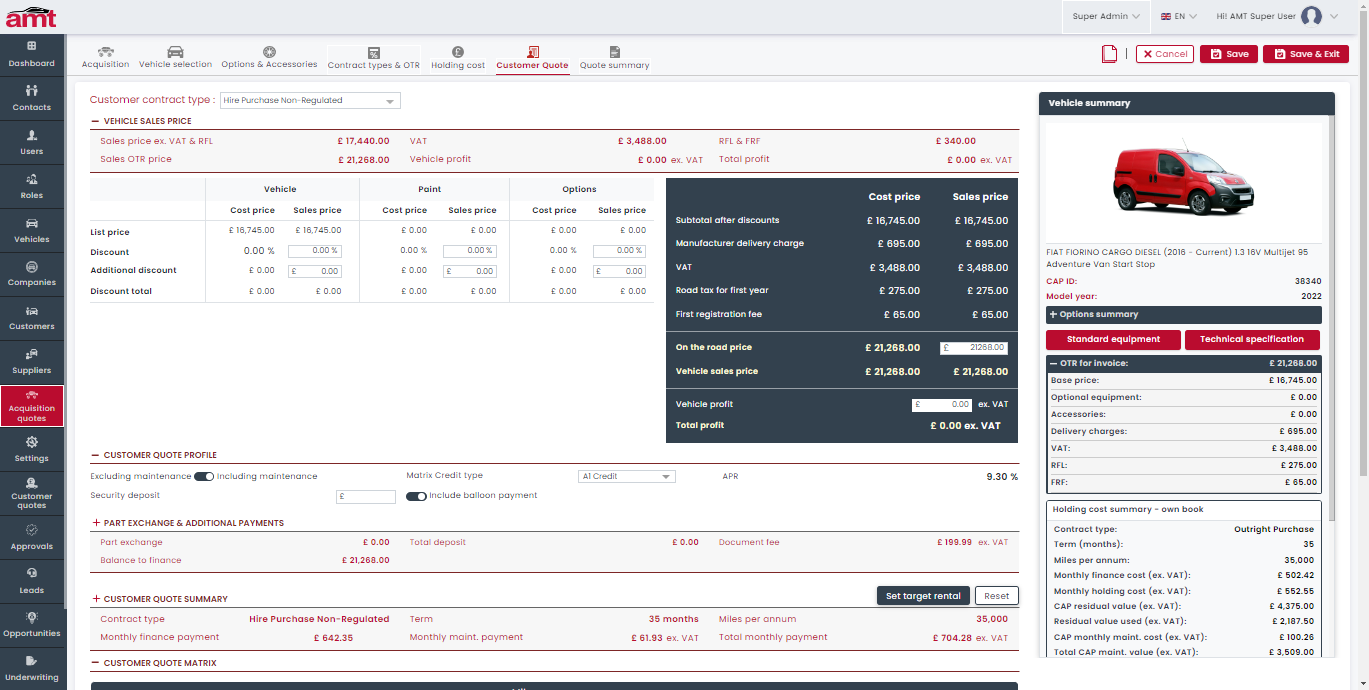 amt
Super Admin
EN
Hi! AMT Super User
Dashboard
Contacts
Users
Roles
Vehicles
Companies
Customers
Suppliers
Acquisition
quotes
Settings
Customer
quotes
Approvals
Leads
Opportunities
Underwriting
Acquisition
Vehicle selection
Options & Accessories
Contract types & OTR
Holding cost
Customer Quote
Quote summary
Cancel
Save
Save & Exit
Customer contract type : Hire Purchase Non-Regulated
VEHICLE SALES PRICE
Sales price ex. VAT & RFL £ 17,440.00 VAT £ 3,488.00 RFL & FRF £ 340.00
Sales OTR price £ 21,268.00 Vehicle profit £ 0.00 ex. VAT Total profit £ 0.00 ex. VAT
Vehicle Paint Options
Cost price Sales price Cost price Sales price Cost price Sales price
List price £ 16,745.00 £ 16,745.00 £ 0.00 £ 0.00 £ 0.00 £ 0.00
Discount 0.00 % 0.00 % 0.00 % 0.00 % 0.00 % 0.00 %
Additional discount £ 0.00 £ 0.00 £ 0.00 £ 0.00 £ 0.00 £ 0.00
Discount total £ 0.00 £ 0.00 £ 0.00 £ 0.00 £ 0.00 £ 0.00
Cost price Sales price
Subtotal after discounts £ 16,745.00 £ 16,745.00
Manufacturer delivery charge £ 695.00 £ 695.00
VAT £ 3,488.00 £ 3,488.00
Road tax for first year £ 275.00 £ 275.00
First registration fee £ 65.00 £ 65.00
On the road price £ 21,268.00 £ 21268.00
Vehicle sales price £ 21,268.00 £ 21,268.00
Vehicle profit £ 0.00 ex. VAT
Total profit £ 0.00 ex. VAT
CUSTOMER QUOTE PROFILE
Excluding maintenance Including maintenance Matrix Credit type A1 Credit APR 9.30 %
Security deposit £ Include balloon payment
PART EXCHANGE & ADDITIONAL PAYMENTS
Part exchange £ 0.00 Total deposit £ 0.00 Document fee £ 199.99 ex. VAT
Balance to finance £ 21,268.00
CUSTOMER QUOTE SUMMARY
Set target rental
Reset
Contract type Hire Purchase Non-Regulated Term 35 months Miles per annum 35,000
Monthly finance payment £ 642.35 Monthly maint. payment £ 61.93 ex. VAT Total monthly payment £ 704.28 ex. VAT
CUSTOMER QUOTE MATRIX
Vehicle summary
FIAT FIORINO CARGO DIESEL (2016 - Current) 1.3 16V Multijet 95
Adventure Van Start Stop
CAP ID: 38340
Model year: 2022
Options summary
Standard equipment
Technical specification
OTR for invoice: £ 21,268.00
Base price: £ 16,745.00
Optional equipment: £ 0.00
Accessories: £ 0.00
Delivery charges: £ 695.00
VAT: £ 3,488.00
RFL: £ 275.00
FRF: £ 65.00
Holding cost summary - own book
Contract type: Outright Purchase
Term (months): 35
Miles per annum: 35,000
Monthly finance cost (ex. VAT): £ 502.42
Monthly holding cost (ex. VAT): £ 552.55
CAP residual value (ex. VAT): £ 4,375.00
Residual value used (ex. VAT): £ 2,187.50
CAP monthly maint. cost (ex. VAT): £ 100.26
Total CAP maint. value (ex. VAT): £ 3,509.00